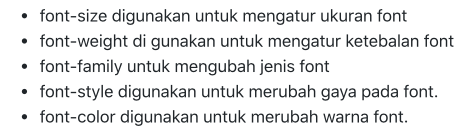 • font-size digunakan untuk mengatur ukuran font
• font-weight di gunakan untuk mengatur ketebalan font
• font-family untuk mengubah jenis font
• font-style digunakan untuk merubah gaya pada font.
• font-color digunakan untuk merubah warna font.